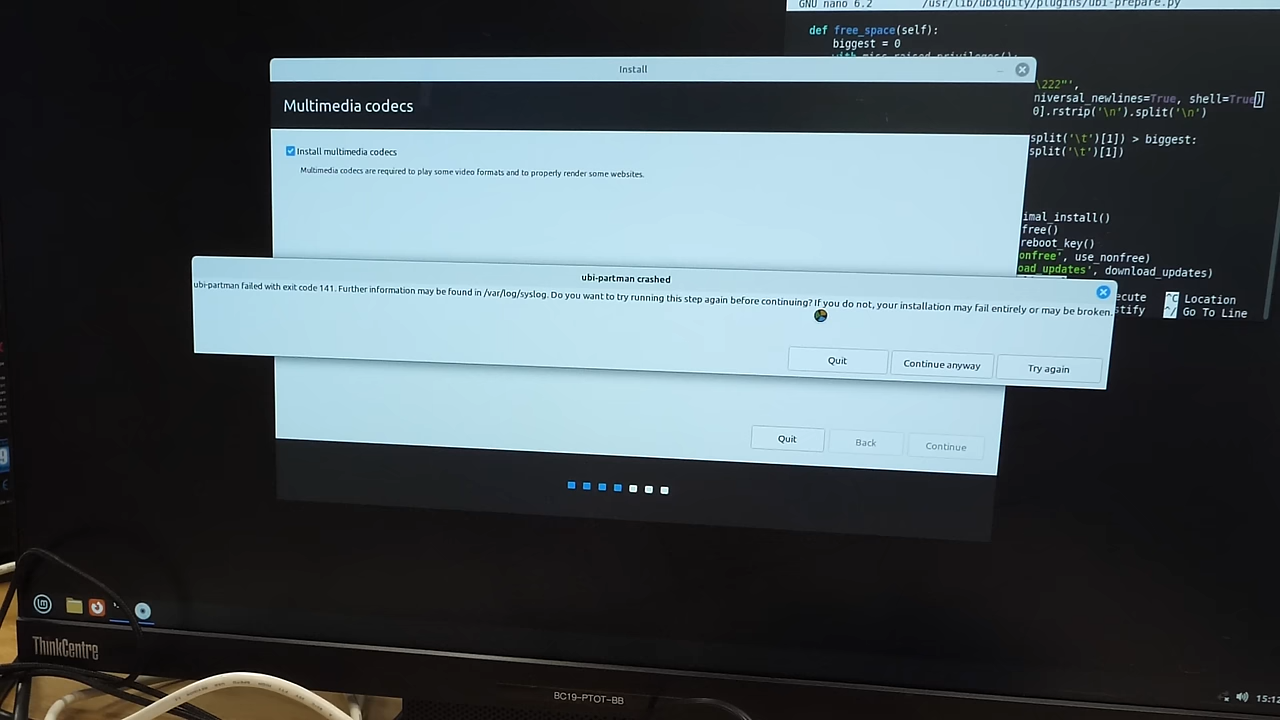 GNU nano 6.2 /usr/lib/ubiquity/plugins/ubi-prepare.py
def free_space(self):
biggest = 0
with misc.raised_privileges():
Install
\222"',
niversal_newlines=True, shell=True)
0].rstrip('\n').split('\n')
split('\t')[1]) > biggest:
split('\t')[1])
Multimedia codecs
Install multimedia codecs
Multimedia codecs are required to play some video formats and to properly render some websites.
imal_install()
free()
reboot_key()
onfree', use_nonfree)
oad_updates', download_updates)
ecute ^C Location
stify ^/ Go To Line
ubi-partman crashed
ubi-partman failed with exit code 141. Further information may be found in /var/log/syslog. Do you want to try running this step again before continuing? If you do not, your installation may fail entirely or may be broken.
Quit Continue anyway Try again
Quit Back Continue
ThinkCentre
BC19-PTOT-BB